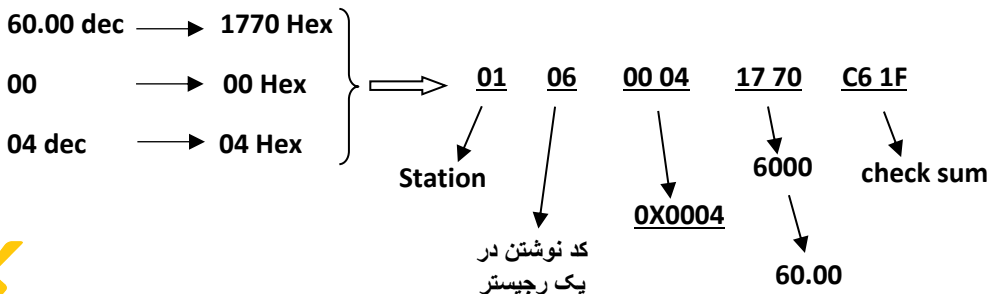 60.00 dec 1770 Hex
00 00 Hex
04 dec 04 Hex
01 06 00 04 17 70 C6 1F
Station
کد نوشتن در
یک رجیستر
0X0004
6000
60.00
check sum